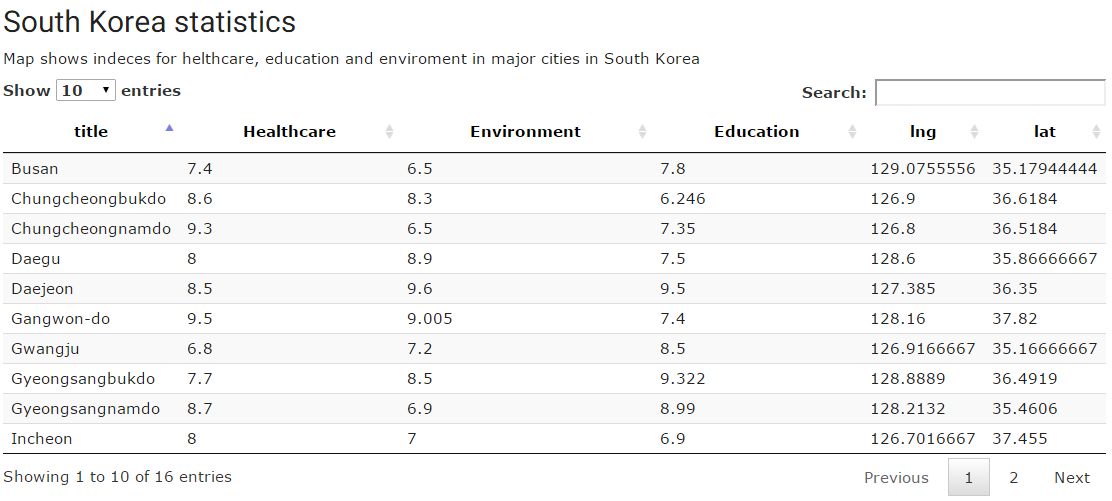 South Korea statistics
Map shows indeces for helthcare, education and enviroment in major cities in South Korea
Show 10 entries Search:
title Healthcare Environment Education lng lat
Busan 7.4 6.5 7.8 129.0755556 35.17944444
Chungcheongbukdo 8.6 8.3 6.246 126.9 36.6184
Chungcheongnamdo 9.3 6.5 7.35 126.8 36.5184
Daegu 8 8.9 7.5 128.6 35.86666667
Daejeon 8.5 9.6 9.5 127.385 36.35
Gangwon-do 9.5 9.005 7.4 128.16 37.82
Gwangju 6.8 7.2 8.5 126.9166667 35.16666667
Gyeongsangbukdo 7.7 8.5 9.322 128.8889 36.4919
Gyeongsangnamdo 8.7 6.9 8.99 128.2132 35.4606
Incheon 8 7 6.9 126.7016667 37.455
Showing 1 to 10 of 16 entries Previous 1 2 Next